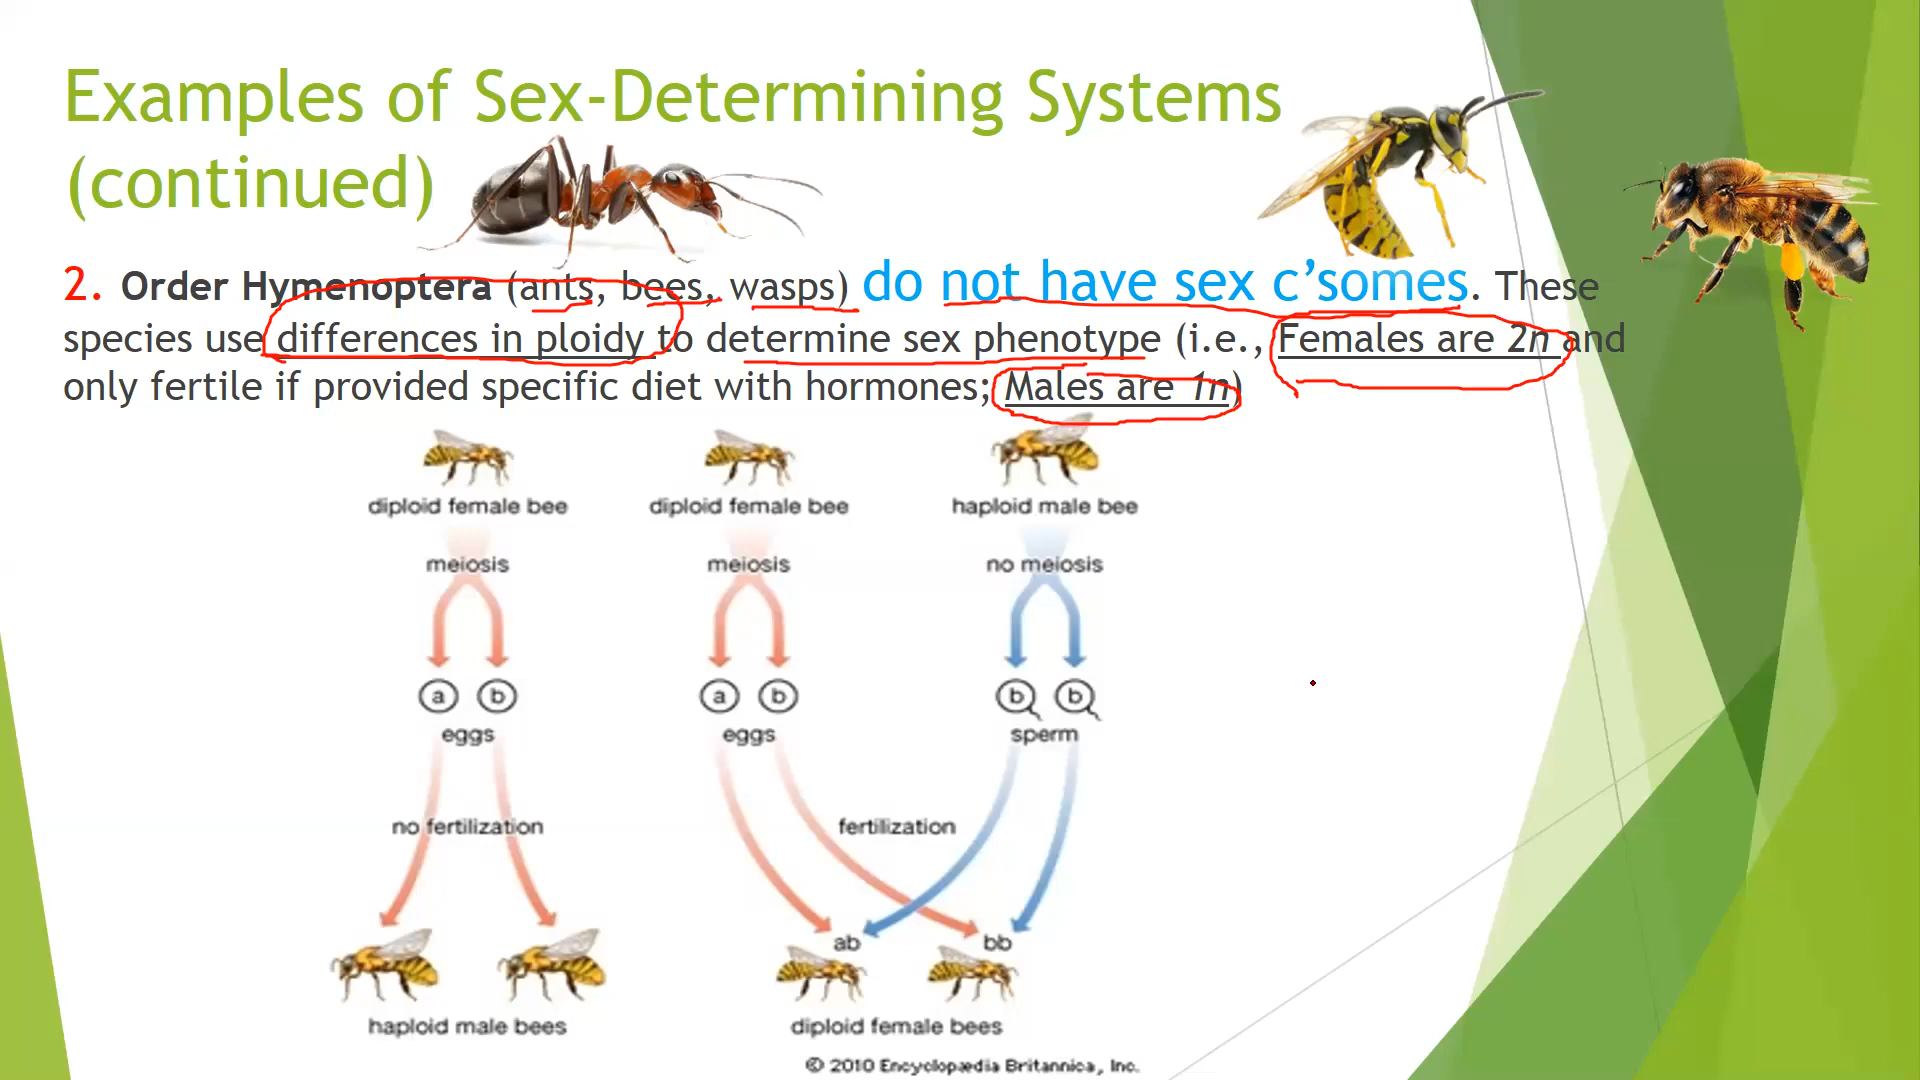 Examples of Sex-Determining Systems
(continued)
2. Order Hymenoptera (ants, bees, wasps) do not have sex c’somes. These
species use differences in ploidy to determine sex phenotype (i.e., Females are 2n and
only fertile if provided specific diet with hormones; Males are 1n)
diploid female bee diploid female bee haploid male bee
meiosis meiosis no meiosis
a b a b b b
eggs eggs sperm
no fertilization fertilization
ab bb
haploid male bees diploid female bees
© 2010 Encyclopædia Britannica, Inc.